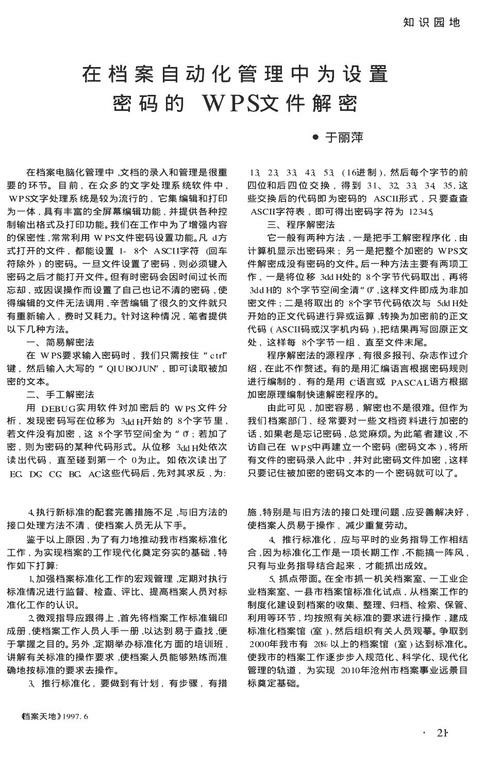 知识园地
在档案自动化管理中为设置
密码的 WPS文件解密
● 于丽萍
在档案电脑化管理中,文档的录入和管理是很重
要的环节。目前，在众多的文字处理系统软件中，
WPS文字处理系统是较为流行的，它集编辑和打印
为一体,具有丰富的全屏幕编辑功能,并提供各种控
制输出格式及打印功能。我们在工作中为了增强内容
的保密性,常常利用 WPS文件密码设置功能。凡 d方
式打开的文件，都能设置 1- 8个 ASCII字符 (回车
符除外 )的密码。一旦文件设置了密码，则必须键入
密码之后才能打开文件。但有时密码会因时间过长而
忘却，或因误操作而设置了自己也记不清的密码，使
得编辑的文件无法调用，辛苦编辑了很久的文件就只
有重新输入，费时又耗力。针对这种情况，笔者提供
以下几种方法。
一、简易解密法
在 WPS要求输入密码时，我们只需按住“ctrl”
键，然后输入大写的“QIUBOJUN”，即可读取被加
密的文本。
二、手工解密法
用 DEBUG实用软件对加密后的 WPS文件分
析，发现密码写在位移为 3ddH开始的 8个字节里，
若文件没有加密，这 8个字节空间全为“0”；若加了
密，则为密码的某种代码形式。从位移 3ddH处依次
读出代码，直至碰到第一个 0为止。如依次读出了
EC、DC、CC、BC、AC这些代码后，先对其求反，为：
13、23、33、43、53、(16进制 )，然后每个字节的前
四位和后四位交换，得到 31、32、33、34、35，这
些交换后的代码即为密码的 ASCII形式，只要查查
ASCII字符表，即可得出密码字符为 12345。
三、程序解密法
它一般有两种方法，一是把手工解密程序化，由
计算机显示出密码来；另一是把整个加密的 WPS文
件解密成没有密码的文件。后一种方法主要有两项工
作，一是将位移 3ddH处的 8个字节代码取出，再将
3ddH的 8个字节空间全清“0”,这样文件即成为非加
密文件；二是将取出的 8个字节代码依次与 5ddH处
开始的正文代码进行异或运算 ,转换为加密前的正文
代码 (ASCII码或汉字机内码 ),把结果再写回原正文
处，这样每 8个字节一组，直至文件末尾。
程序解密法的源程序，有很多报刊、杂志作过介
绍，在此不作赘述。有的是用汇编语言根据密码规则
进行编制的，有的是用 C语言或 PASCAL语方根据
加密原理编制快速解密程序的。
由此可见，加密容易，解密也不是很难。但作为
我们档案部门，经常要对一些文档资料进行加密的
话，如果老是忘记密码，总觉麻烦。为此笔者建议，不
访自己在 WPS中再建立一个密码 (密码文本 )，将所
有文件的密码录入此中，并对此密码文件加密，这样
只要记住被加密的密码文本的一个密码就可以了。
4、执行新标准的配套完善措施不足，与旧方法的
接口处理方法不清，使档案人员无从下手。
鉴于以上原因，为了有力地推动我市档案标准化
工作，为实现档案的工作现代化奠定夯实的基础，特
作如下打算：
1、加强档案标准化工作的宏观管理 ,定期对执行
标准情况进行监督、检查、评比、提高档案人员对标
准化工作的认识。
2、微观指导应跟得上 ,首先将档案工作标准辑印
成册 ,使档案工作人员人手一册 ,以达到易于查找 ,便
于掌握之目的。另外 ,定期举办标准化方面的培训班，
讲解有关标准的操作要求，使档案人员能够熟练而准
确地按标准的要求去操作。
3、推行标准化，要做到有计划，有步骤，有措
施，特别是与旧方法的接口处理问题，应妥善解决好，
使档案人员易于操作，减少重复劳动。
4、推行标准化，应与平时的业务指导工作相结
合，因为标准化工作是一项长期工作，不能搞一阵风，
只有与业务指导结合起来，才能抓出成效。
5、抓点带面。在全市抓一机关档案室、一工业企
业档案室、一县市档案馆标准化试点，从档案工作的
制度化建设到档案的收集、整理、归档、检索、保管、
利用等环节，均按照有关标准的要求进行操作，建成
标准化档案馆 (室 )，然后组织有关人员观摹。争取到
2000年我市有 20% 以上的档案馆 (室 )达到标准化。
使我市的档案工作逐步步入规范化、科学化、现代化
管理的轨道，为实现 2010年沧州市档案事业远景目
标奠定基础。
《档案天地》1997. 6
· 21·